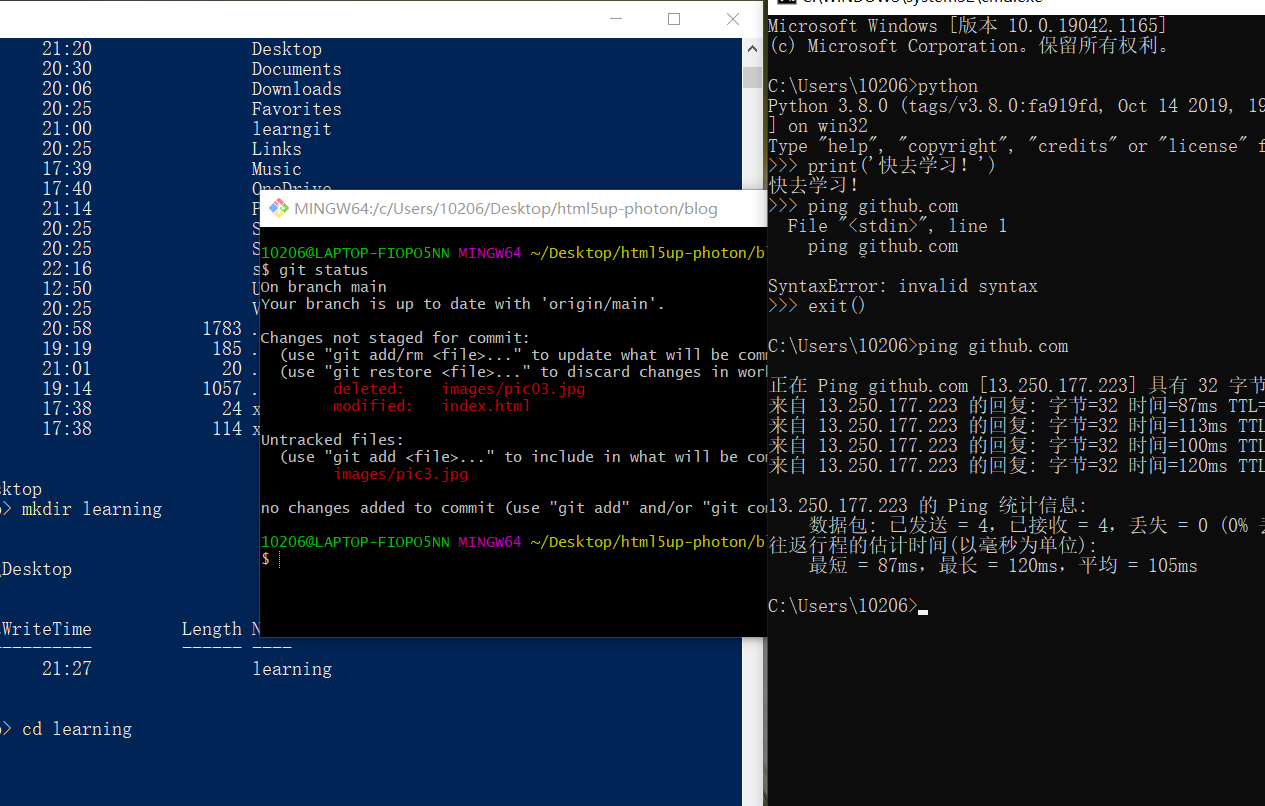 21:20 Desktop
20:30 Documents
20:06 Downloads
20:25 Favorites
21:00 learngit
20:25 Links
17:39 Music
17:40 OneDrive
21:14
20:25
20:25
22:16
12:50
20:25
20:58 1783 .
19:19 185 .
21:01 20 .
19:14 1057 .
17:38 24 x
17:38 114 x
sktop
> mkdir learning
\Desktop
WriteTime Length
---------- ------ ----
21:27 learning
> cd learning
MINGW64:/c/Users/10206/Desktop/html5up-photon/blog
10206@LAPTOP-FIOPO5NN MINGW64 ~/Desktop/html5up-photon/b
$ git status
On branch main
Your branch is up to date with 'origin/main'.
Changes not staged for commit:
(use "git add/rm <file>..." to update what will be com
(use "git restore <file>..." to discard changes in wor
deleted: images/pic03.jpg
modified: index.html
Untracked files:
(use "git add <file>..." to include in what will be co
images/pic3.jpg
no changes added to commit (use "git add" and/or "git co
10206@LAPTOP-FIOPO5NN MINGW64 ~/Desktop/html5up-photon/b
$
Microsoft Windows [版本 10.0.19042.1165]
(c) Microsoft Corporation。保留所有权利。
C:\Users\10206>python
Python 3.8.0 (tags/v3.8.0:fa919fd, Oct 14 2019, 19
] on win32
Type "help", "copyright", "credits" or "license" f
>>> print('快去学习！')
快去学习！
>>> ping github.com
File "<stdin>", line 1
ping github.com
SyntaxError: invalid syntax
>>> exit()
C:\Users\10206>ping github.com
正在 Ping github.com [13.250.177.223] 具有 32 字节
来自 13.250.177.223 的回复: 字节=32 时间=87ms TTL=
来自 13.250.177.223 的回复: 字节=32 时间=113ms TTL
来自 13.250.177.223 的回复: 字节=32 时间=100ms TTL
来自 13.250.177.223 的回复: 字节=32 时间=120ms TTL
13.250.177.223 的 Ping 统计信息:
数据包: 已发送 = 4，已接收 = 4，丢失 = 0 (0%
往返行程的估计时间(以毫秒为单位):
最短 = 87ms，最长 = 120ms，平均 = 105ms
C:\Users\10206>